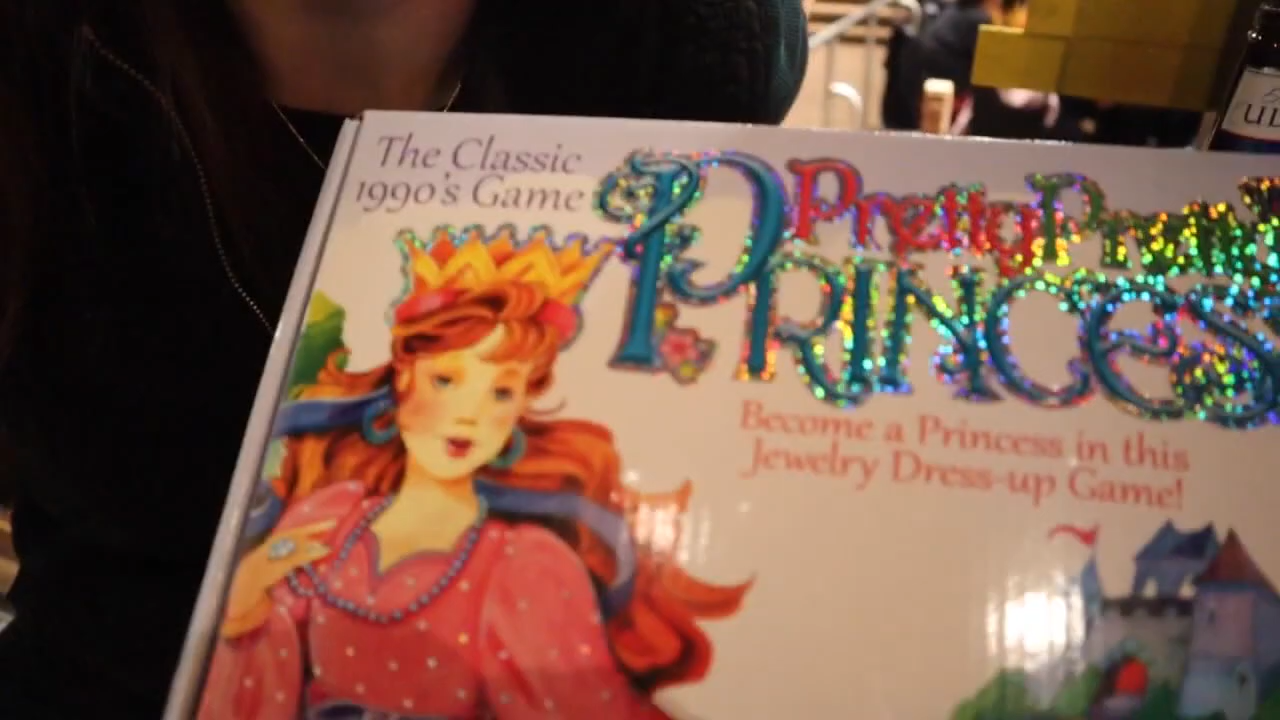 The Classic
1990's Game
Pretty Pretty
PRINCESS
Become a Princess in this
Jewelry Dress-up Game!